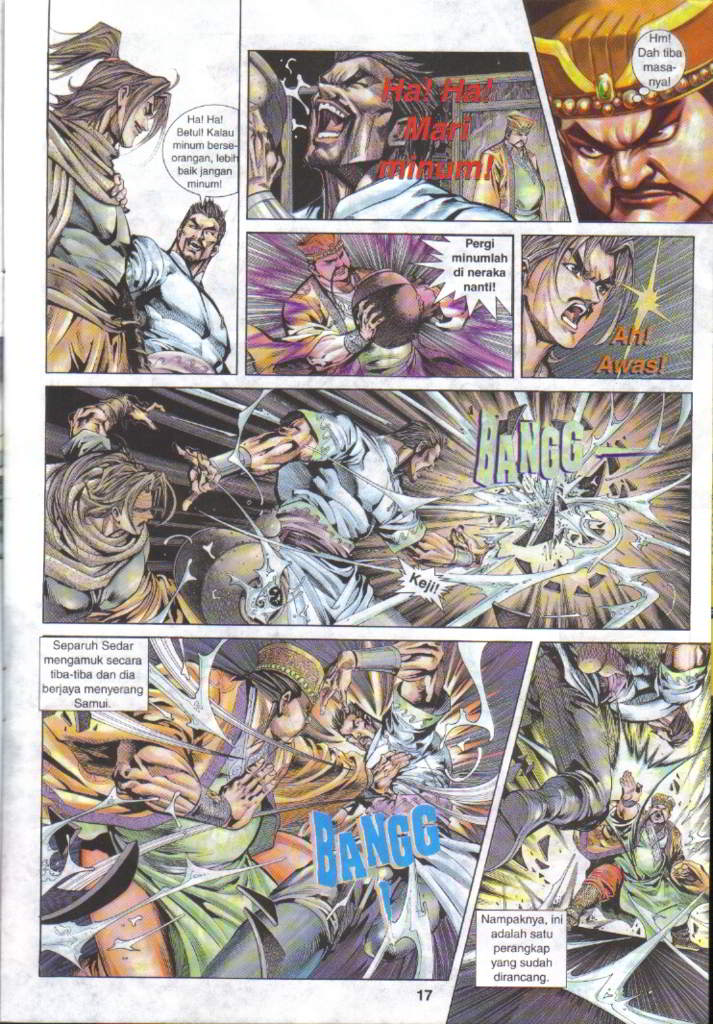 Ha! Ha!
Betul! Kalau
minum berse-
orangan, lebih
baik jangan
minum!
Ha! Ha!
Mari
minum!
Hm!
Dah tiba
masa-
nya!
Pergi
minumlah
di neraka
nanti!
Ah!
Awas!
BANGG
Keji!
Separuh Sedar
mengamuk secara
tiba-tiba dan dia
berjaya menyerang
Samui.
BANGG
!
Nampaknya, ini
adalah satu
perangkap
yang sudah
dirancang.
17